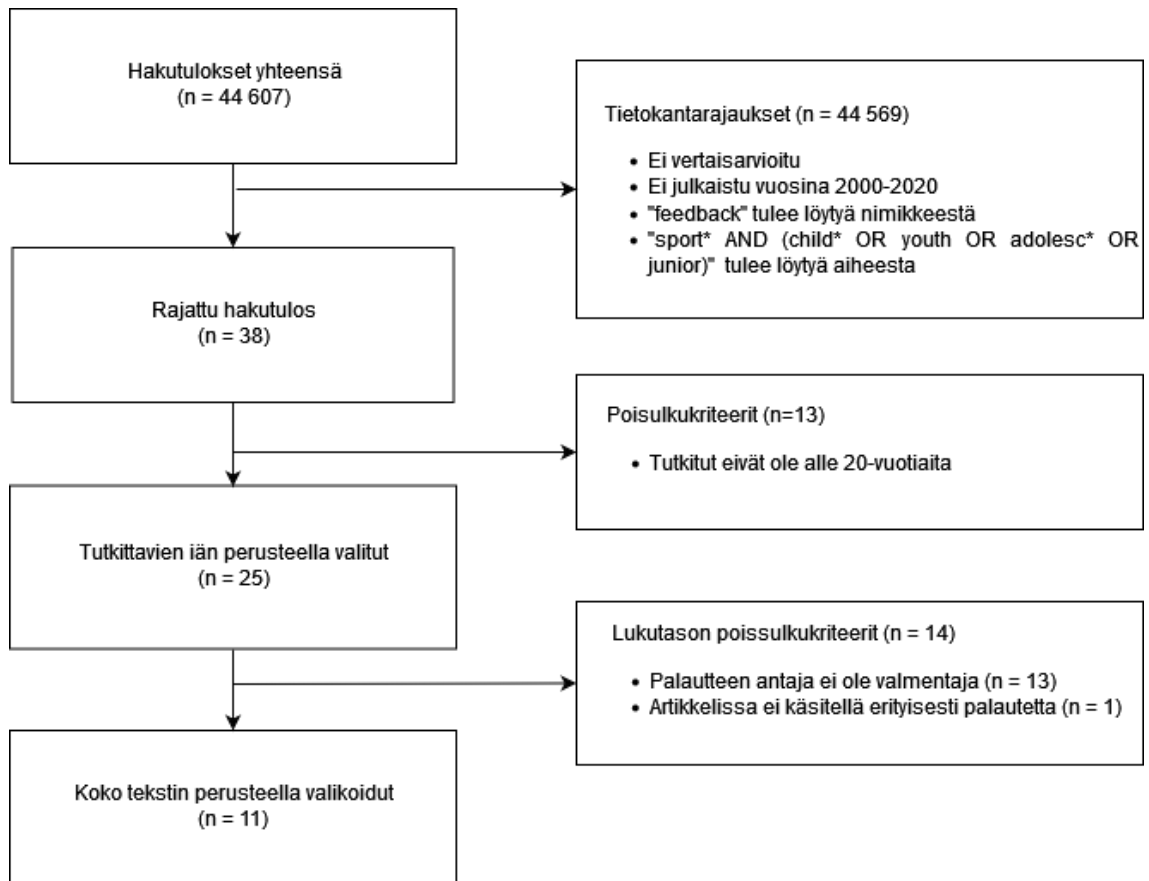 Hakutulokset yhteensä
(n = 44 607)
Tietokantarajaukset (n = 44 569)
• Ei vertaisarvioitu
• Ei julkaistu vuosina 2000-2020
• "feedback" tulee löytyä nimikkeestä
• "sport* AND (child* OR youth OR adolesc* OR
junior)" tulee löytyä aiheesta
Rajattu hakutulos
(n = 38)
Poisulkukriteerit (n=13)
• Tutkitut eivät ole alle 20-vuotiaita
Tutkittavien iän perusteella valitut
(n = 25)
Lukutason poissulkukriteerit (n = 14)
• Palautteen antaja ei ole valmentaja (n = 13)
• Artikkelissa ei käsitellä erityisesti palautetta (n = 1)
Koko tekstin perusteella valikoidut
(n = 11)